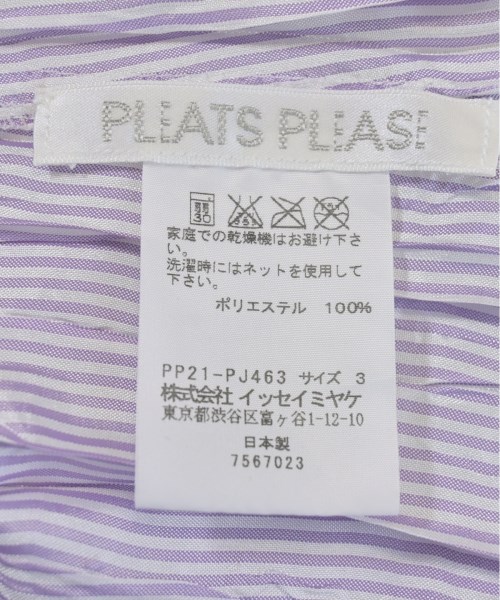 PLEATS PLEASE
弱 30
家庭での乾燥機はお避け下さ
い。
洗濯時にはネットを使用して
下さい。
ポリエステル 100%
PP21-PJ463 サイズ 3
株式会社 イッセイミヤケ
東京都渋谷区富ヶ谷1-12-10
日本製
7567023